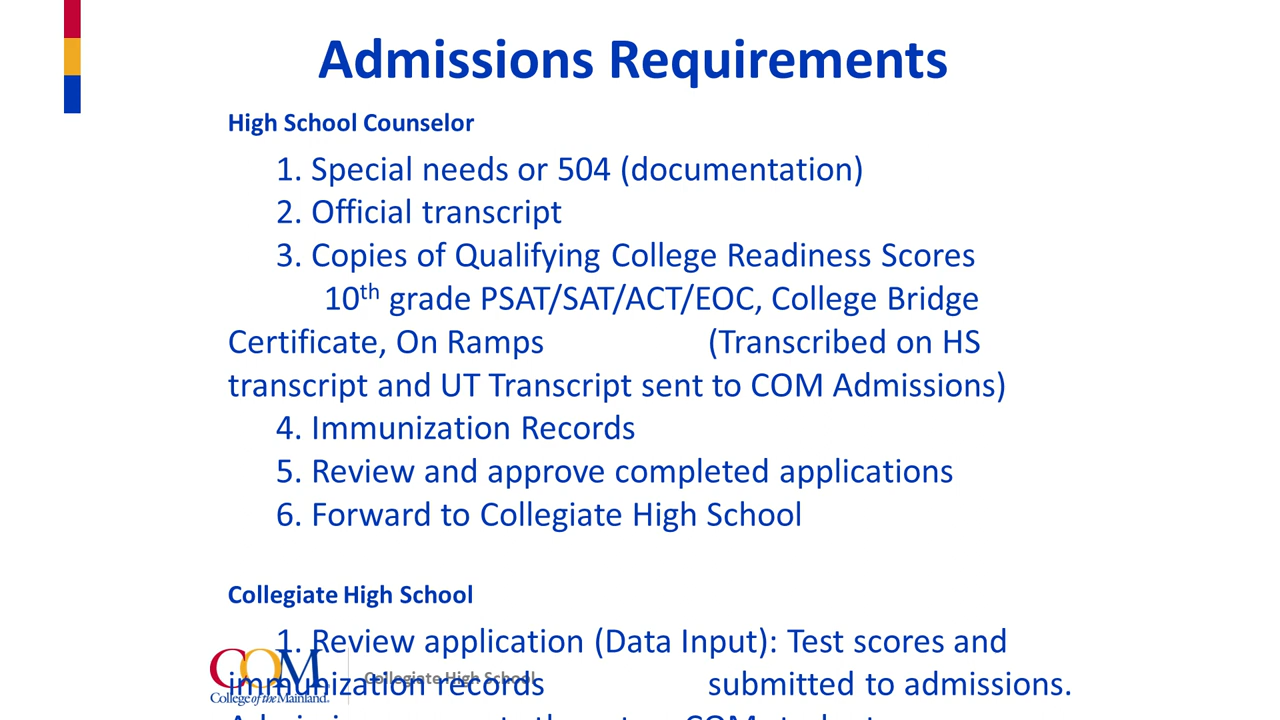 Admissions Requirements
High School Counselor
1. Special needs or 504 (documentation)
2. Official transcript
3. Copies of Qualifying College Readiness Scores
10th grade PSAT/SAT/ACT/EOC, College Bridge
Certificate, On Ramps (Transcribed on HS
transcript and UT Transcript sent to COM Admissions)
4. Immunization Records
5. Review and approve completed applications
6. Forward to Collegiate High School
Collegiate High School
1. Review application (Data Input): Test scores and
immunization records submitted to admissions.
COM
College of the Mainland.
Collegiate High School